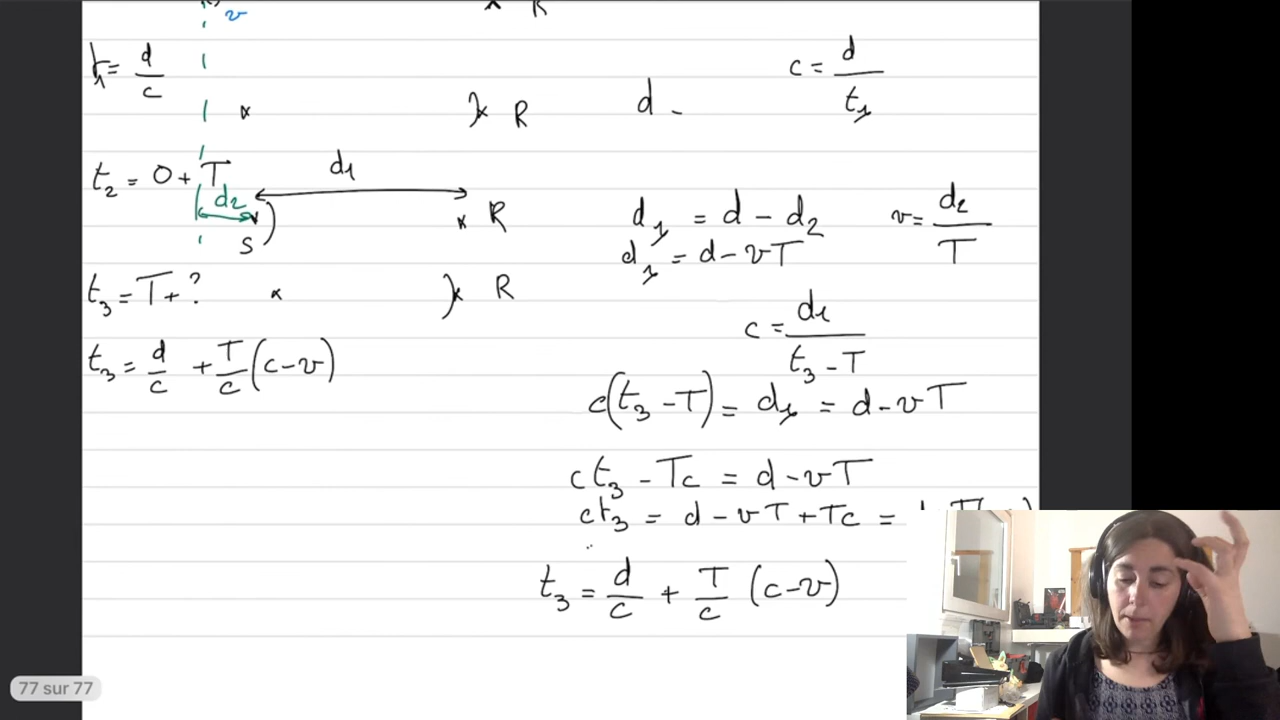 v
x R
t₁ = d/c
c = d/t₁
x )x R
d -
t₂ = 0 + T
d₁
d₂
S ) x R
d₁ = d - d₂
v = d₂/T
d₁ = d - vT
t₃ = T + ?
x )x R
c = d₁/(t₃ - T)
t₃ = d/c + T/c (c - v)
c(t₃ - T) = d₁ = d - vT
ct₃ - Tc = d - vT
ct₃ = d - vT + Tc =
t₃ = d/c + T/c (c - v)
77 sur 77